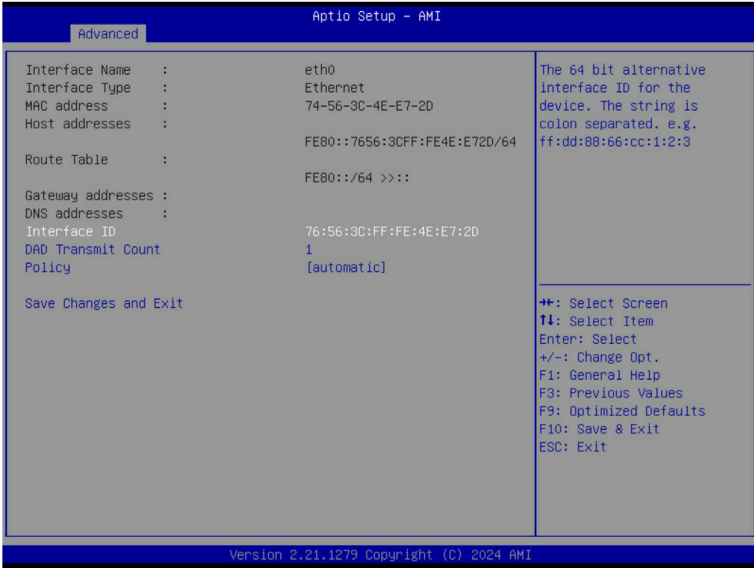 Aptio Setup – AMI
Advanced
Interface Name : eth0
Interface Type : Ethernet
MAC address : 74-56-3C-4E-E7-2D
Host addresses :
FE80::7656:3CFF:FE4E:E72D/64
Route Table :
FE80::/64 >>::
Gateway addresses :
DNS addresses :
Interface ID 76:56:3C:FF:FE:4E:E7:2D
DAD Transmit Count 1
Policy [automatic]
Save Changes and Exit
The 64 bit alternative
interface ID for the
device. The string is
colon separated. e.g.
ff:dd:88:66:cc:1:2:3
→←: Select Screen
↑↓: Select Item
Enter: Select
+/-: Change Opt.
F1: General Help
F3: Previous Values
F9: Optimized Defaults
F10: Save & Exit
ESC: Exit
Version 2.21.1279 Copyright (C) 2024 AMI